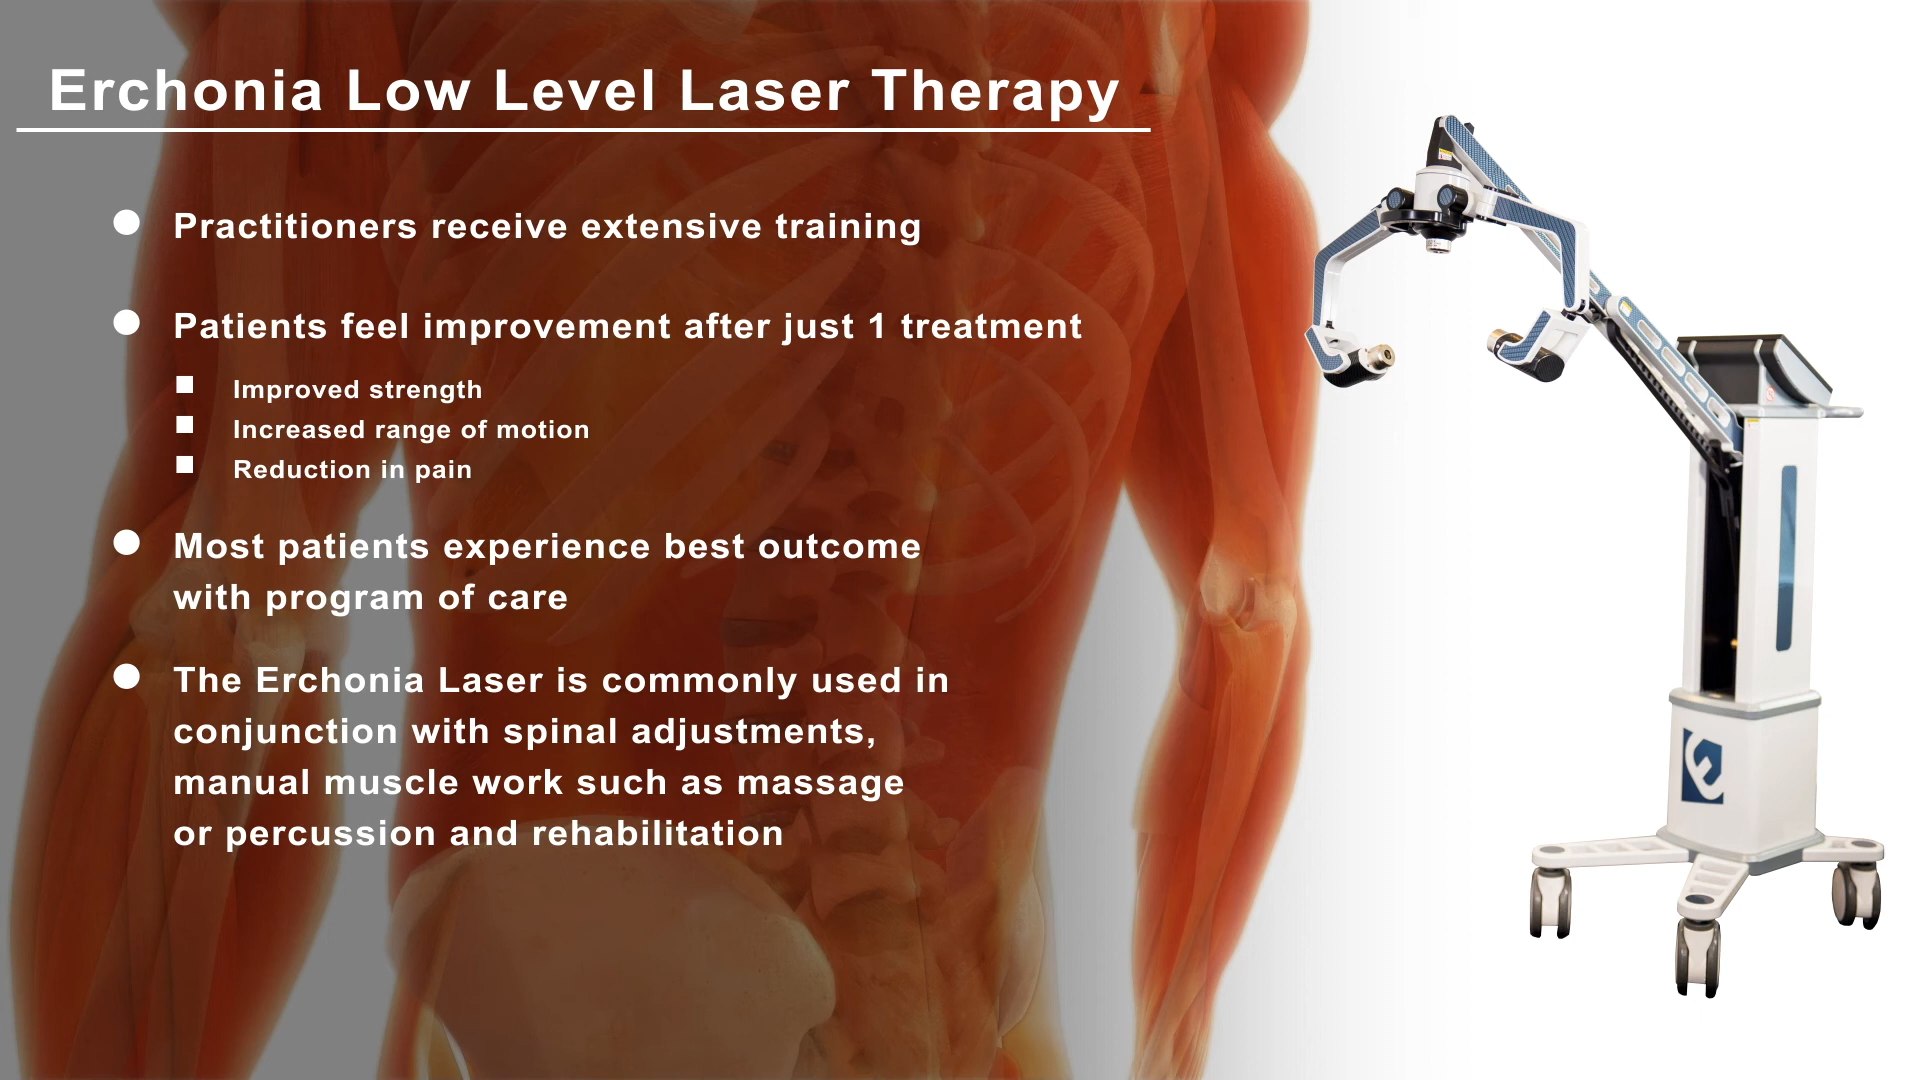 Erchonia Low Level Laser Therapy
Practitioners receive extensive training
Patients feel improvement after just 1 treatment
Improved strength
Increased range of motion
Reduction in pain
Most patients experience best outcome
with program of care
The Erchonia Laser is commonly used in
conjunction with spinal adjustments,
manual muscle work such as massage
or percussion and rehabilitation